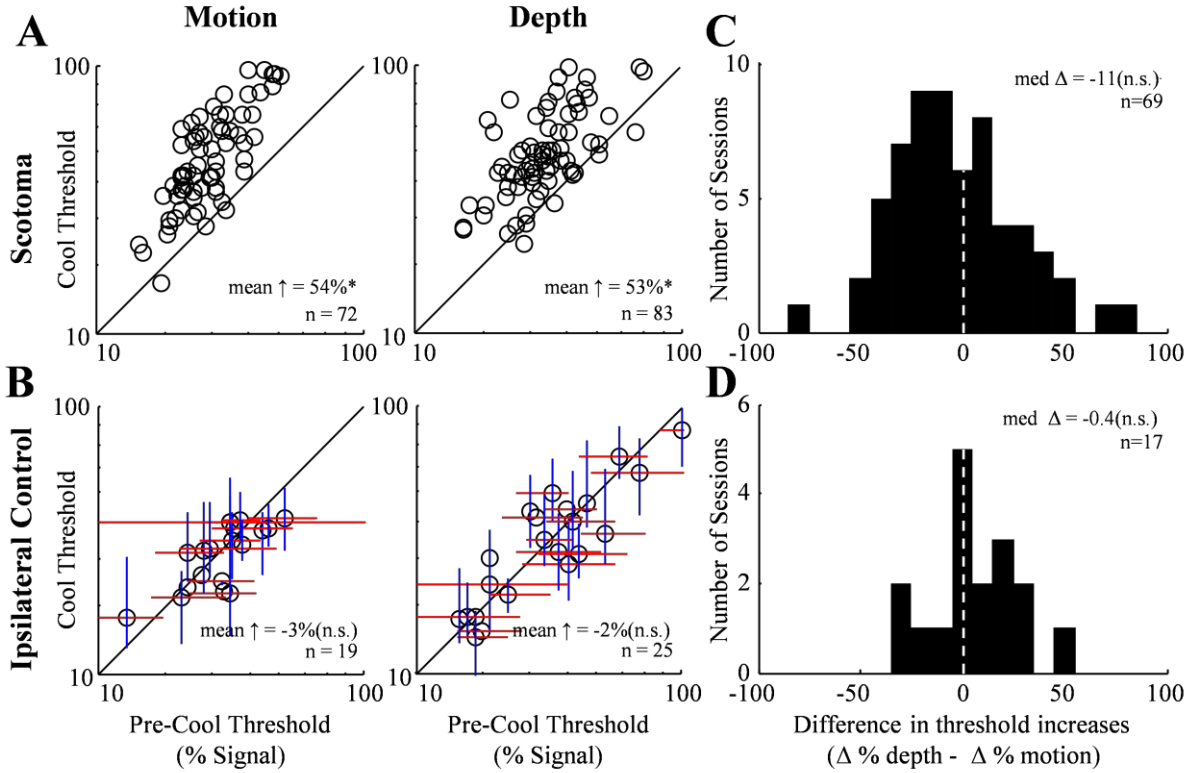 Motion
Depth
A
C
Scotoma
Cool Threshold
100
10
10
100
mean ↑ = 54%*
n = 72
100
10
10
100
mean ↑ = 53%*
n = 83
Number of Sessions
10
5
0
-100
-50
0
50
100
med Δ = -11(n.s.)
n=69
B
D
Ipsilateral Control
Cool Threshold
100
10
10
100
mean ↑ = -3%(n.s.)
n = 19
Pre-Cool Threshold
(% Signal)
100
10
10
100
mean ↑ = -2%(n.s.)
n = 25
Pre-Cool Threshold
(% Signal)
Number of Sessions
6
4
2
0
-100
-50
0
50
100
med Δ = -0.4(n.s.)
n=17
Difference in threshold increases
(Δ % depth - Δ % motion)